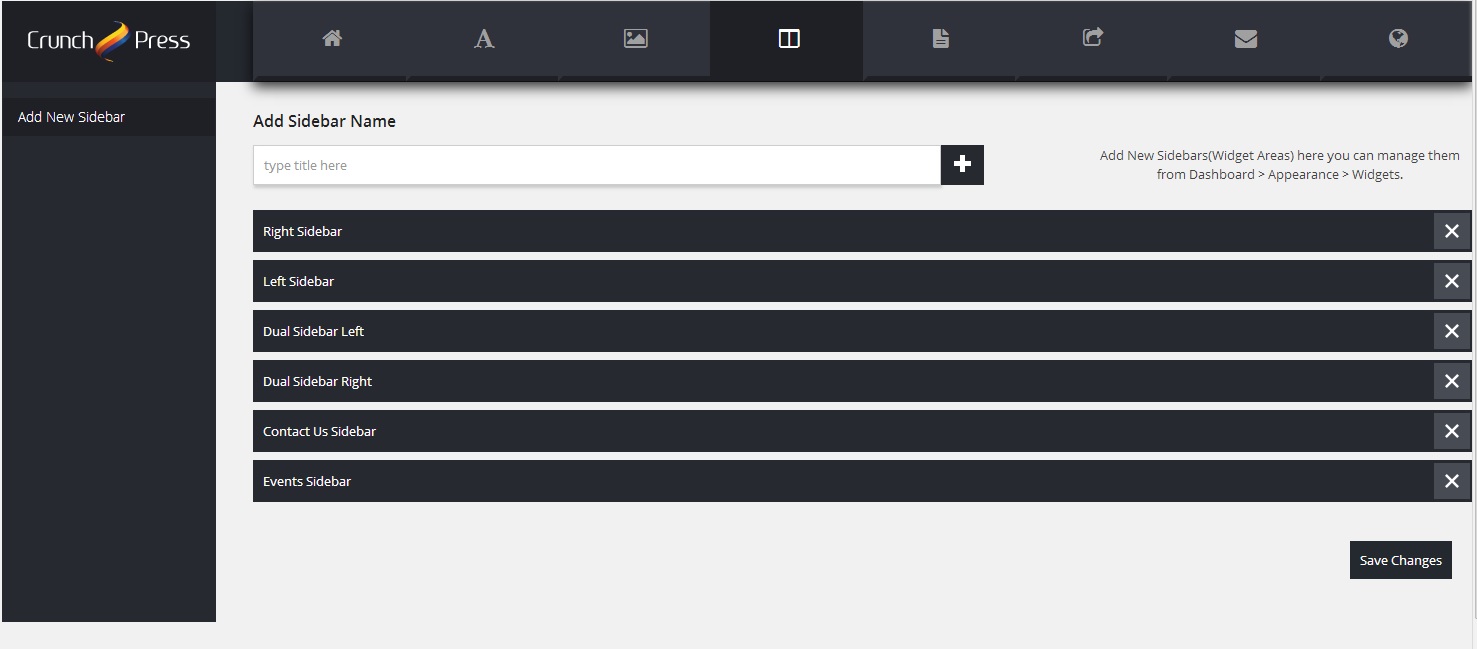 Crunch Press
Add New Sidebar
Add Sidebar Name
type title here
Add New Sidebars(Widget Areas) here you can manage them
from Dashboard > Appearance > Widgets.
Right Sidebar
Left Sidebar
Dual Sidebar Left
Dual Sidebar Right
Contact Us Sidebar
Events Sidebar
Save Changes